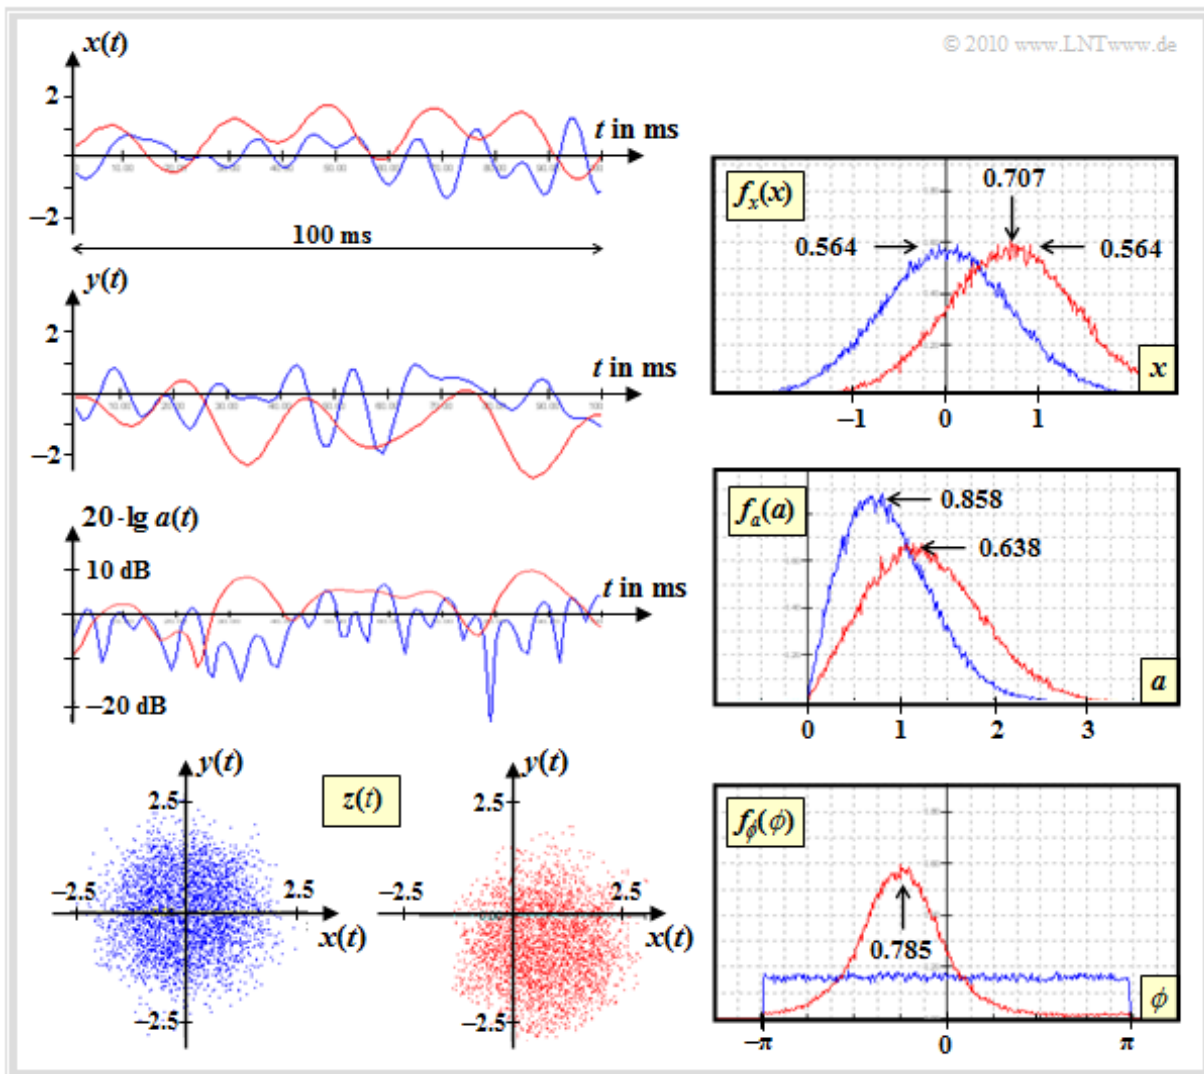 © 2010 www.LNTwww.de
x(t)
2
t in ms
−2
100 ms
y(t)
2
t in ms
−2
20·lg a(t)
10 dB
t in ms
−20 dB
y(t)
2.5
−2.5
2.5
x(t)
−2.5
z(t)
y(t)
2.5
−2.5
2.5
x(t)
−2.5
fx(x)
0.707
0.564
0.564
x
−1 0 1
fa(a)
0.858
0.638
a
0 1 2 3
fϕ(ϕ)
0.785
ϕ
−π 0 π